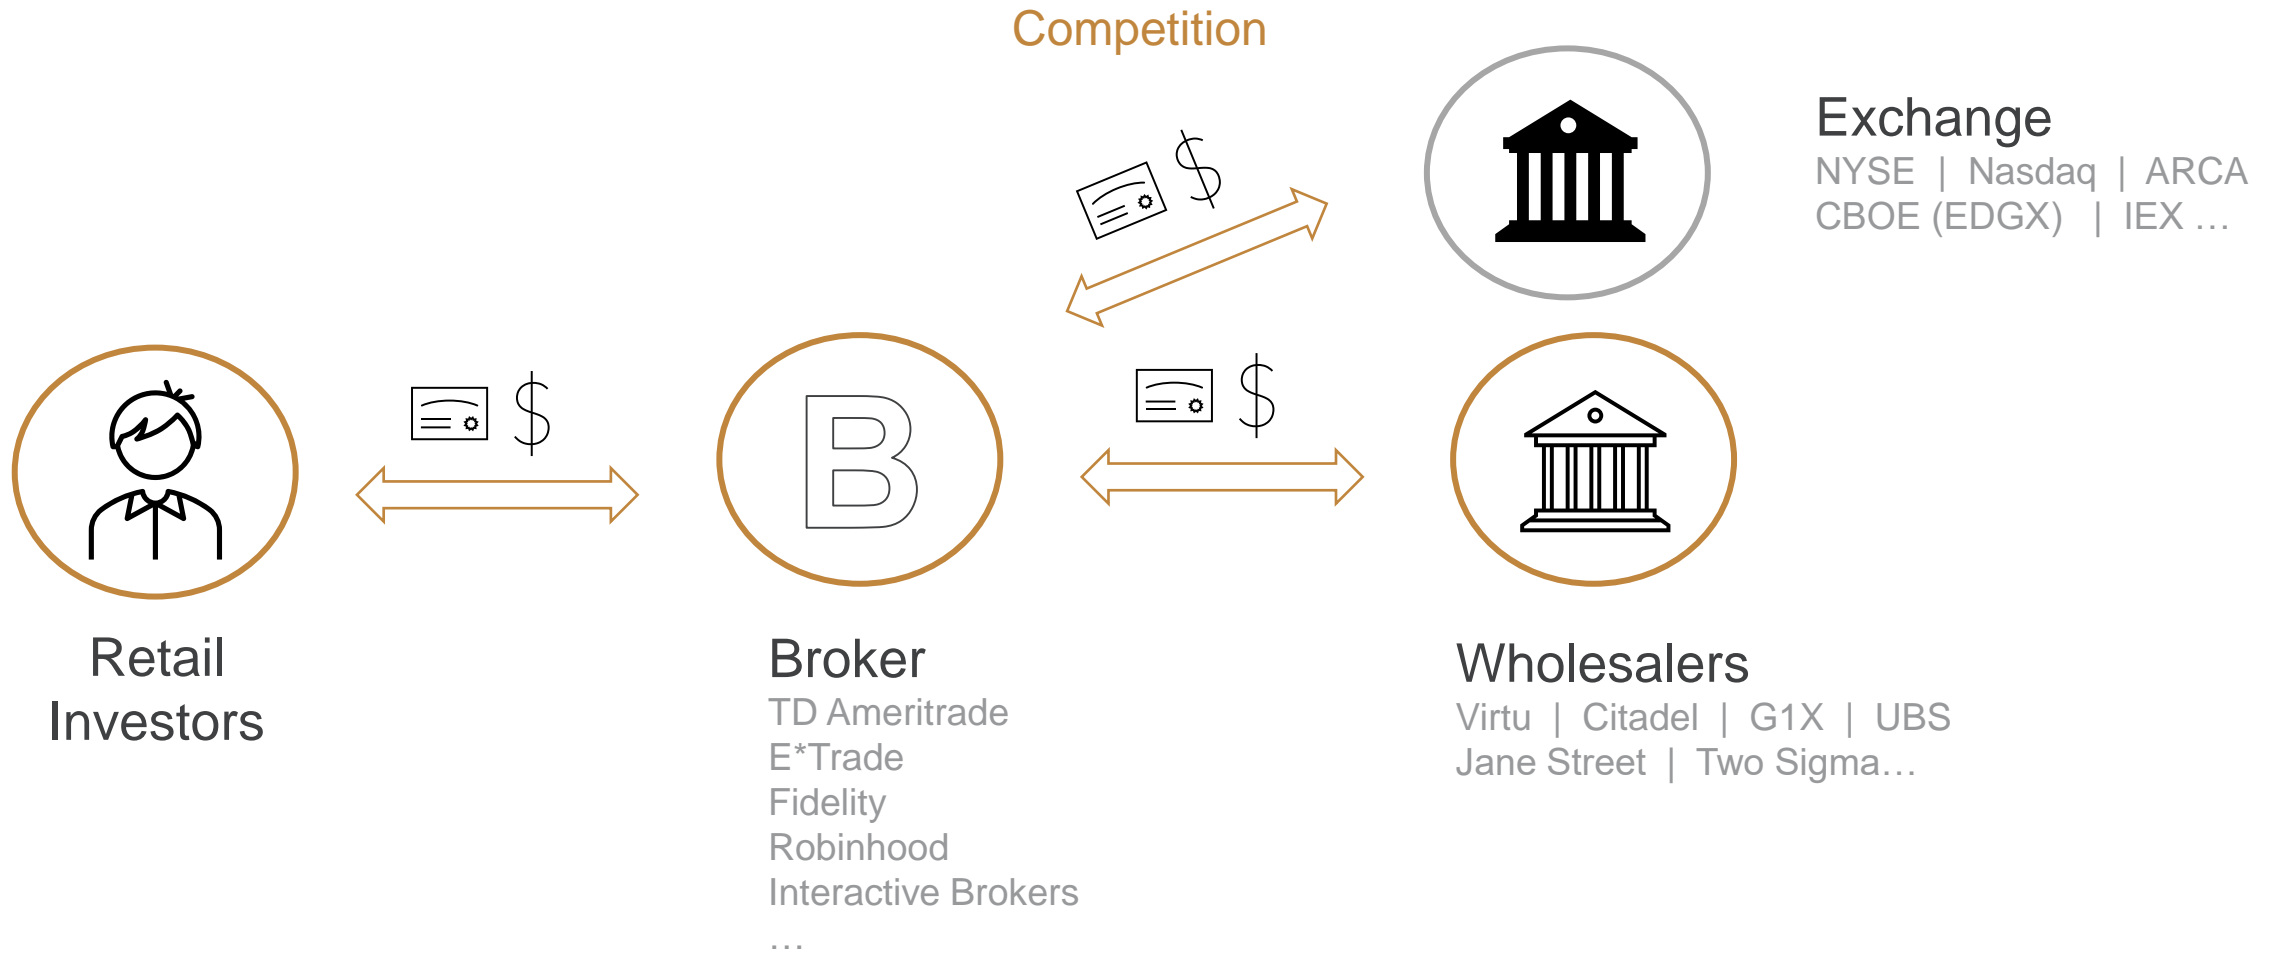 Competition
Exchange
NYSE | Nasdaq | ARCA
CBOE (EDGX) | IEX …
$
$
$
B
Retail
Investors
Broker
TD Ameritrade
E*Trade
Fidelity
Robinhood
Interactive Brokers
…
Wholesalers
Virtu | Citadel | G1X | UBS
Jane Street | Two Sigma…